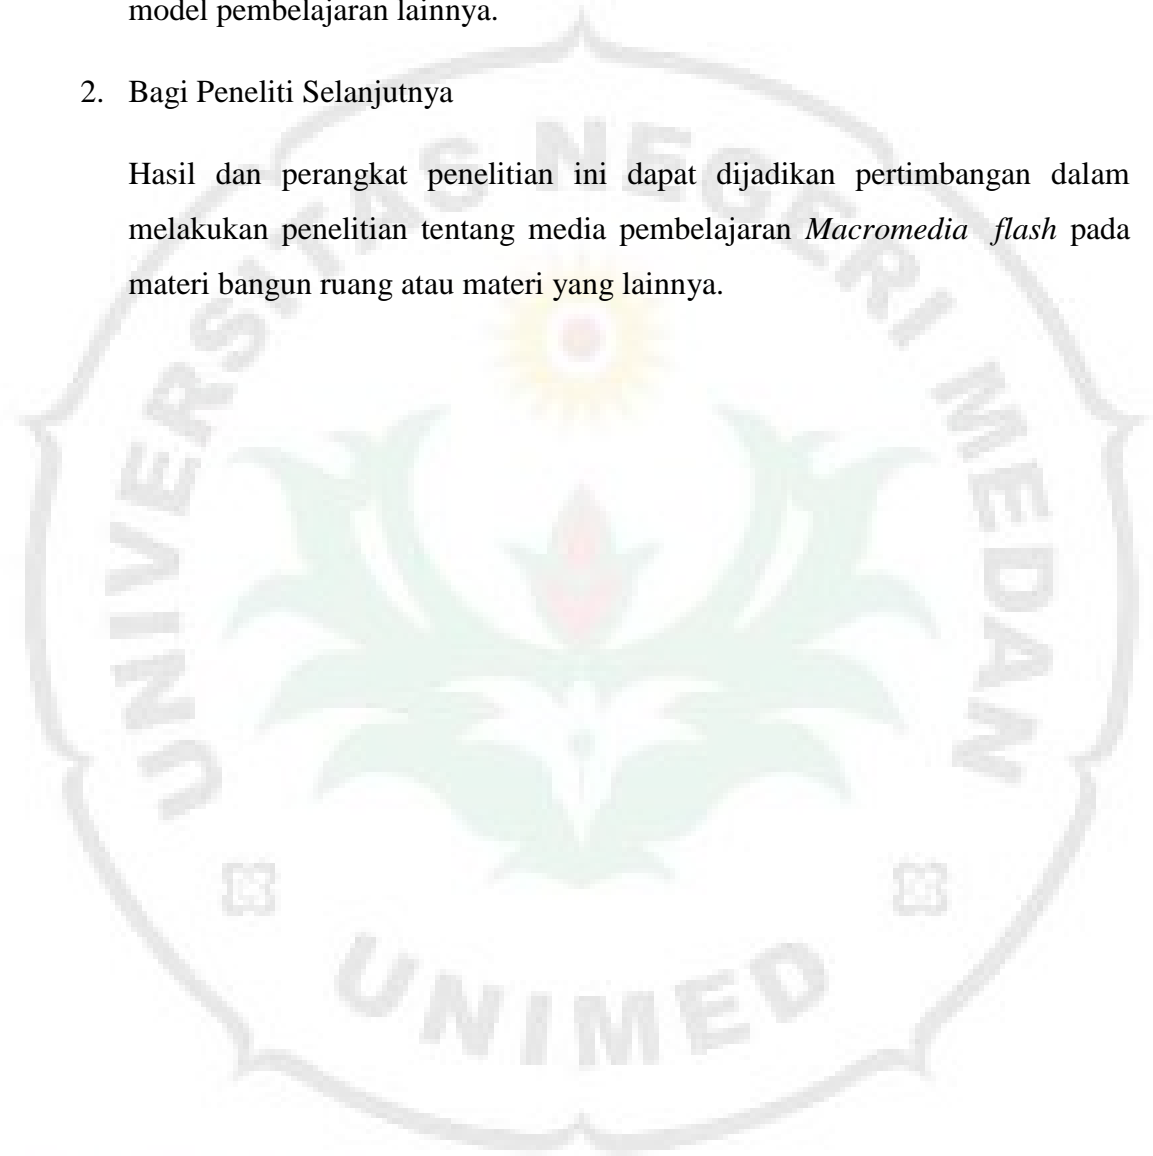 model pembelajaran lainnya.
2. Bagi Peneliti Selanjutnya
Hasil dan perangkat penelitian ini dapat dijadikan pertimbangan dalam
melakukan penelitian tentang media pembelajaran Macromedia flash pada
materi bangun ruang atau materi yang lainnya.
UNIVERSITAS NEGERI MEDAN
UNIMED